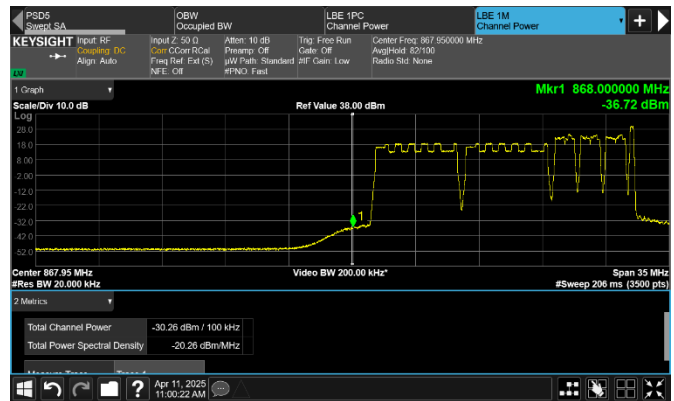 PSD5
Swept SA
OBW
Occupied BW
LBE 1PC
Channel Power
LBE 1M
Channel Power
KEYSIGHT
Input: RF
Coupling: DC
Align: Auto
Input Z: 50 Ω
Corr CCorr RCal
Freq Ref: Ext (S)
NFE: Off
Atten: 10 dB
Preamp: Off
µW Path: Standard
#PNO: Fast
Trig: Free Run
Gate: Off
#IF Gain: Low
Center Freq: 867.950000 MHz
Avg|Hold: 82/100
Radio Std: None
LXI
1 Graph
Mkr1 868.000000 MHz
Scale/Div 10.0 dB
Ref Value 38.00 dBm
-36.72 dBm
Log
28.0
18.0
8.00
-2.00
-12.0
-22.0
-32.0
-42.0
-52.0
1
Center 867.95 MHz
Video BW 200.00 kHz*
Span 35 MHz
#Res BW 20.000 kHz
#Sweep 206 ms (3500 pts)
2 Metrics
Total Channel Power -30.26 dBm / 100 kHz
Total Power Spectral Density -20.26 dBm/MHz
Measure Trace Trace 1
?
Apr 11, 2025
11:00:22 AM